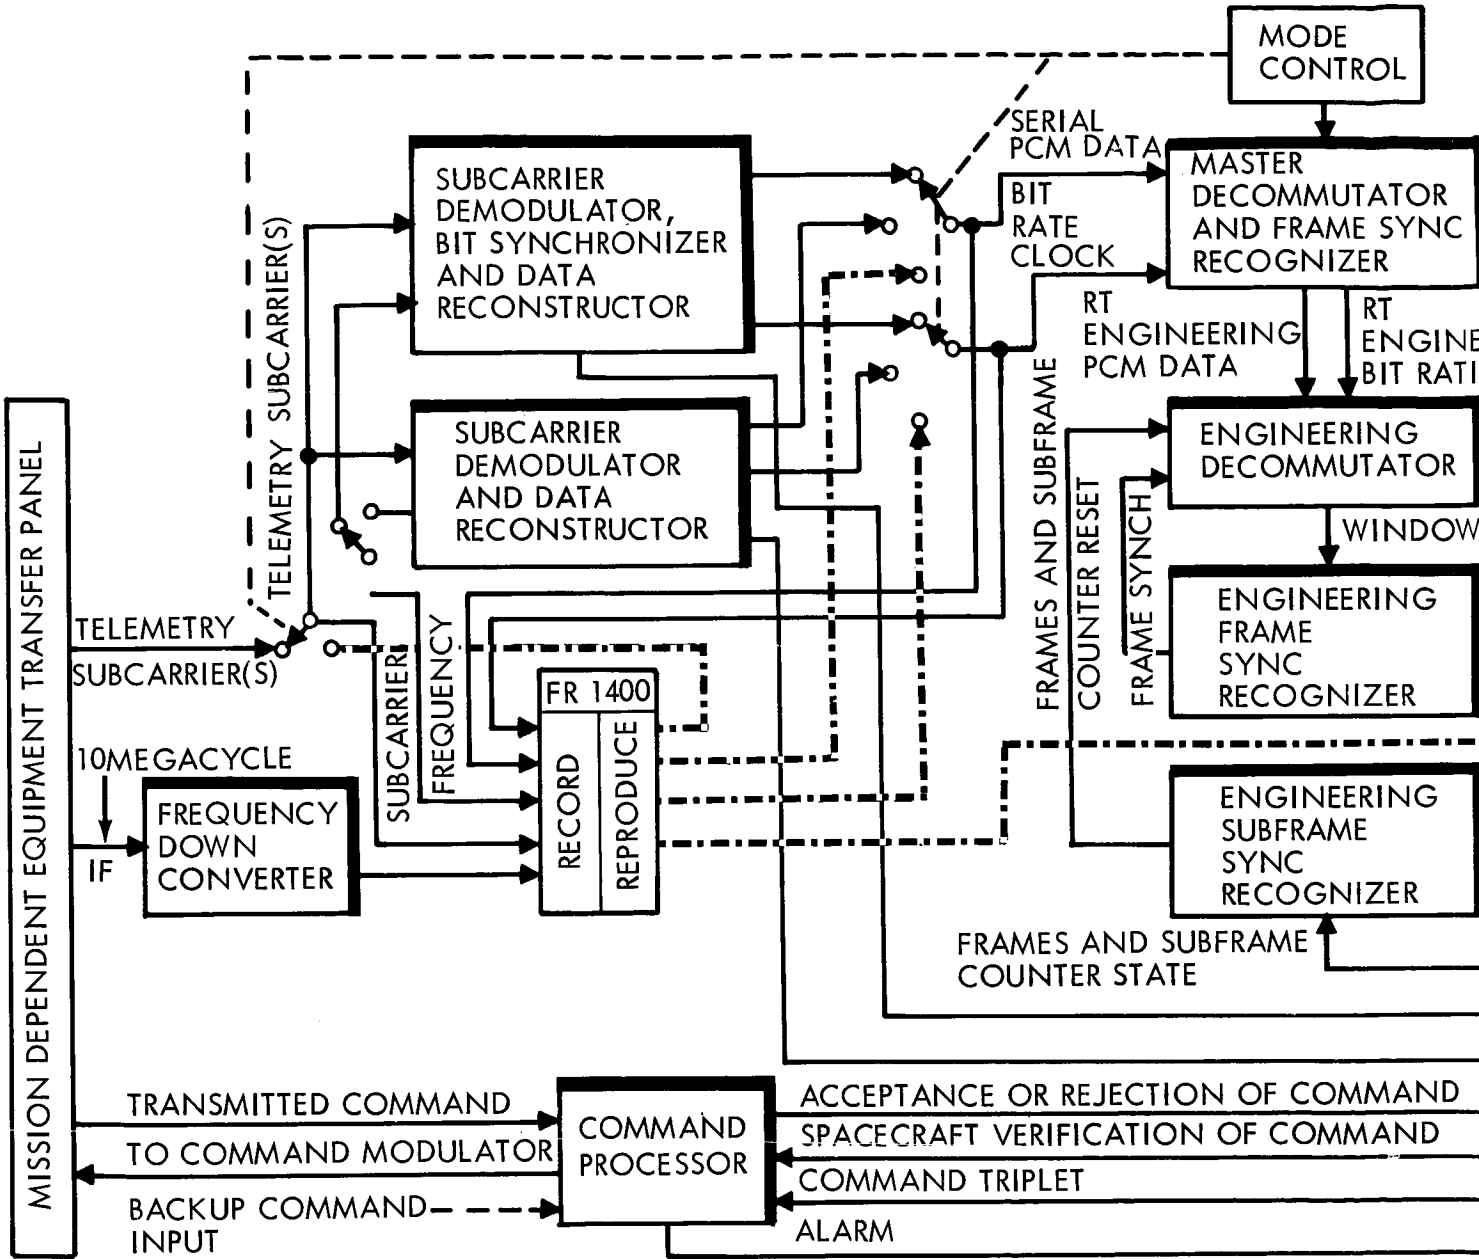 MODE
CONTROL
SERIAL
PCM DATA
MASTER
DECOMMUTATOR
AND FRAME SYNC
RECOGNIZER
SUBCARRIER
DEMODULATOR,
BIT SYNCHRONIZER
AND DATA
RECONSTRUCTOR
BIT
RATE
CLOCK
TELEMETRY SUBCARRIER(S)
RT
ENGINEERING
PCM DATA
RT
ENGINE
BIT RATI
SUBCARRIER
DEMODULATOR
AND DATA
RECONSTRUCTOR
ENGINEERING
DECOMMUTATOR
FRAMES AND SUBFRAME
COUNTER RESET
FRAME SYNCH
WINDOW
ENGINEERING
FRAME
SYNC
RECOGNIZER
MISSION DEPENDENT EQUIPMENT TRANSFER PANEL
TELEMETRY
SUBCARRIER(S)
SUBCARRIER
FREQUENCY
FR 1400
RECORD
REPRODUCE
10MEGACYCLE
IF
FREQUENCY
DOWN
CONVERTER
ENGINEERING
SUBFRAME
SYNC
RECOGNIZER
FRAMES AND SUBFRAME
COUNTER STATE
TRANSMITTED COMMAND
TO COMMAND MODULATOR
BACKUP COMMAND
INPUT
COMMAND
PROCESSOR
ACCEPTANCE OR REJECTION OF COMMAND
SPACECRAFT VERIFICATION OF COMMAND
COMMAND TRIPLET
ALARM